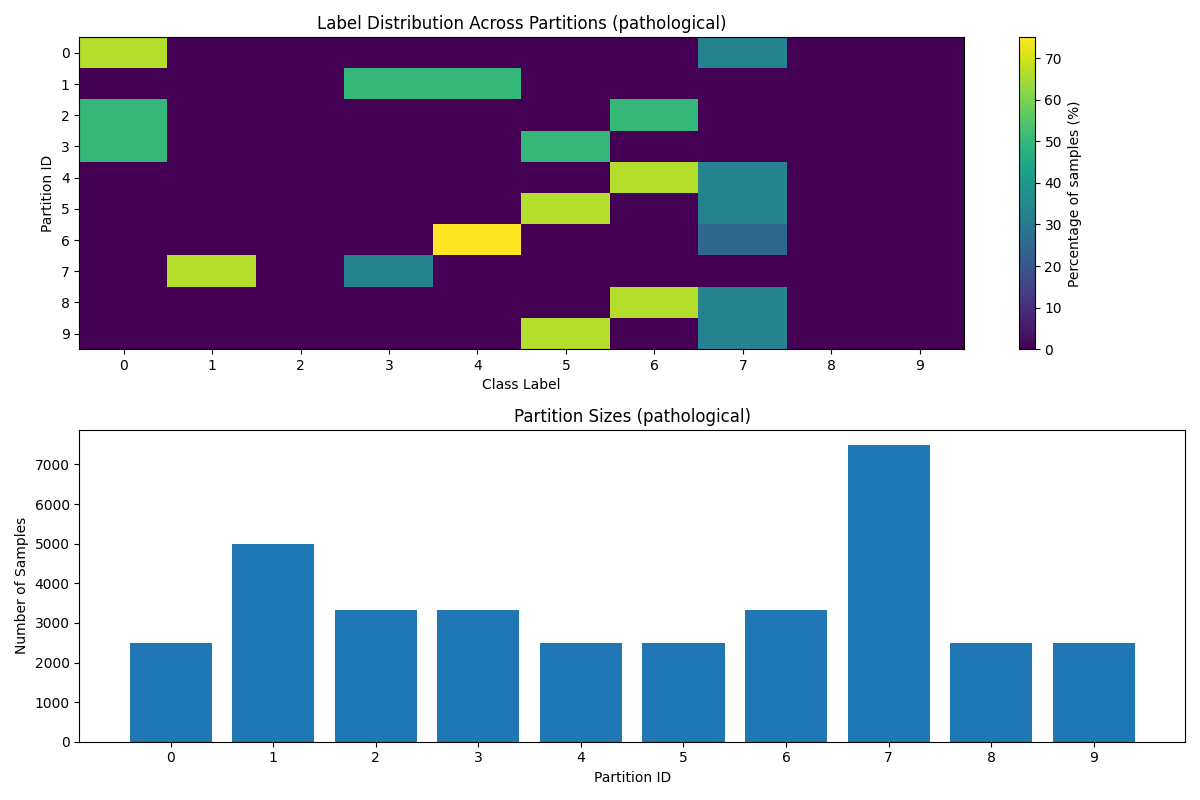 Label Distribution Across Partitions (pathological)
0
1
2
3
4
5
6
7
8
9
Partition ID
0 1 2 3 4 5 6 7 8 9
Class Label
70
60
50
40
30
20
10
0
Percentage of samples (%)
Partition Sizes (pathological)
7000
6000
5000
4000
3000
2000
1000
0
Number of Samples
0 1 2 3 4 5 6 7 8 9
Partition ID